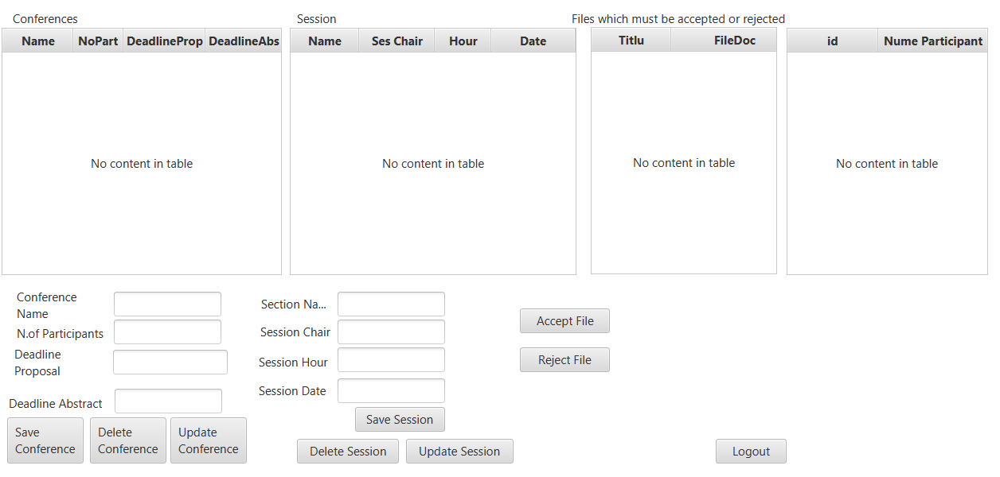 Conferences
Session
Files which must be accepted or rejected
Name NoPart DeadlineProp DeadlineAbs
Name Ses Chair Hour Date
Titlu FileDoc
id Nume Participant
No content in table
No content in table
No content in table
No content in table
Conference
Name
N.of Participants
Deadline
Proposal
Deadline Abstract
Save
Conference
Delete
Conference
Update
Conference
Section Na...
Session Chair
Session Hour
Session Date
Save Session
Delete Session
Update Session
Accept File
Reject File
Logout